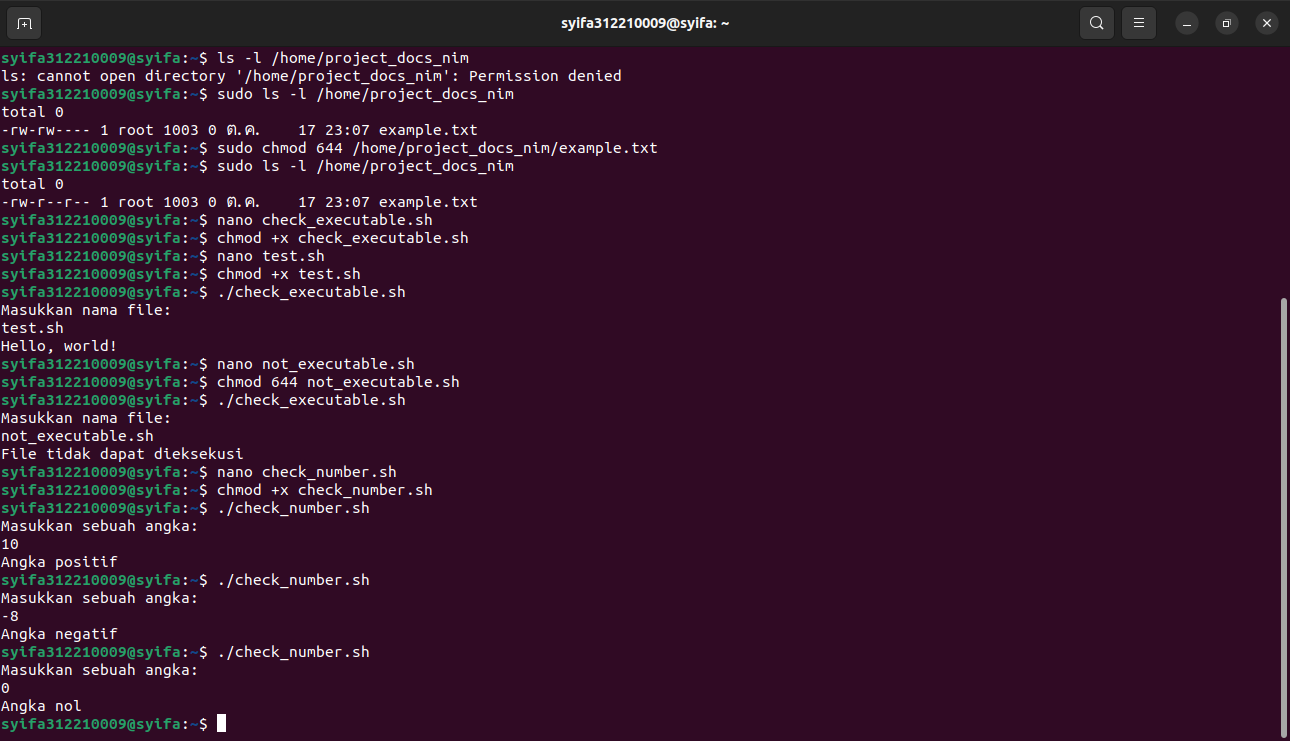 syifa312210009@syifa: ~
syifa312210009@syifa:~$ ls -l /home/project_docs_nim
ls: cannot open directory '/home/project_docs_nim': Permission denied
syifa312210009@syifa:~$ sudo ls -l /home/project_docs_nim
total 0
-rw-rw---- 1 root 1003 0 ต.ค.    17 23:07 example.txt
syifa312210009@syifa:~$ sudo chmod 644 /home/project_docs_nim/example.txt
syifa312210009@syifa:~$ sudo ls -l /home/project_docs_nim
total 0
-rw-r--r-- 1 root 1003 0 ต.ค.    17 23:07 example.txt
syifa312210009@syifa:~$ nano check_executable.sh
syifa312210009@syifa:~$ chmod +x check_executable.sh
syifa312210009@syifa:~$ nano test.sh
syifa312210009@syifa:~$ chmod +x test.sh
syifa312210009@syifa:~$ ./check_executable.sh
Masukkan nama file:
test.sh
Hello, world!
syifa312210009@syifa:~$ nano not_executable.sh
syifa312210009@syifa:~$ chmod 644 not_executable.sh
syifa312210009@syifa:~$ ./check_executable.sh
Masukkan nama file:
not_executable.sh
File tidak dapat dieksekusi
syifa312210009@syifa:~$ nano check_number.sh
syifa312210009@syifa:~$ chmod +x check_number.sh
syifa312210009@syifa:~$ ./check_number.sh
Masukkan sebuah angka:
10
Angka positif
syifa312210009@syifa:~$ ./check_number.sh
Masukkan sebuah angka:
-8
Angka negatif
syifa312210009@syifa:~$ ./check_number.sh
Masukkan sebuah angka:
0
Angka nol
syifa312210009@syifa:~$